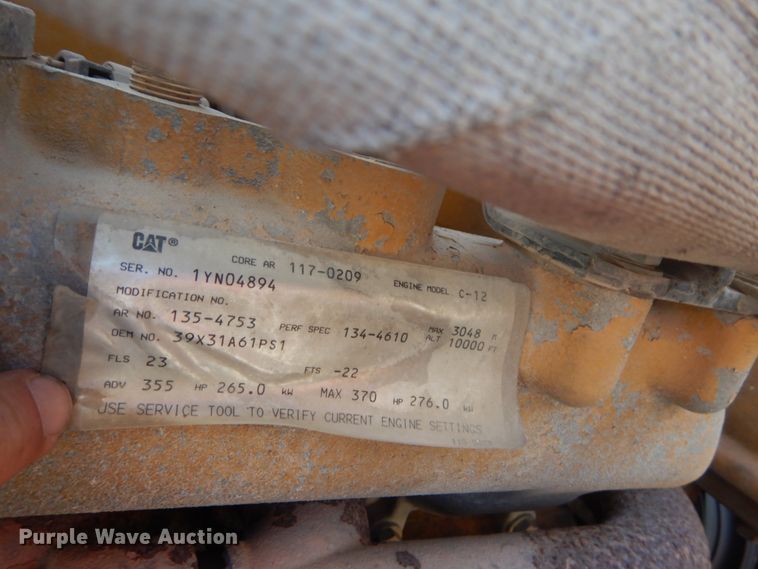 CAT®
CORE AR 117-0209
SER. NO. 1YN04894 ENGINE MODEL C-12
MODIFICATION NO.
AR NO. 135-4753 PERF SPEC 134-4610 MAX ALT 3048 M 10000 FT
OEM NO. 39X31A61PS1
FLS 23 FTS -22
ADV 355 HP 265.0 kW MAX 370 HP 276.0 kW
USE SERVICE TOOL TO VERIFY CURRENT ENGINE SETTINGS
Purple Wave Auction®